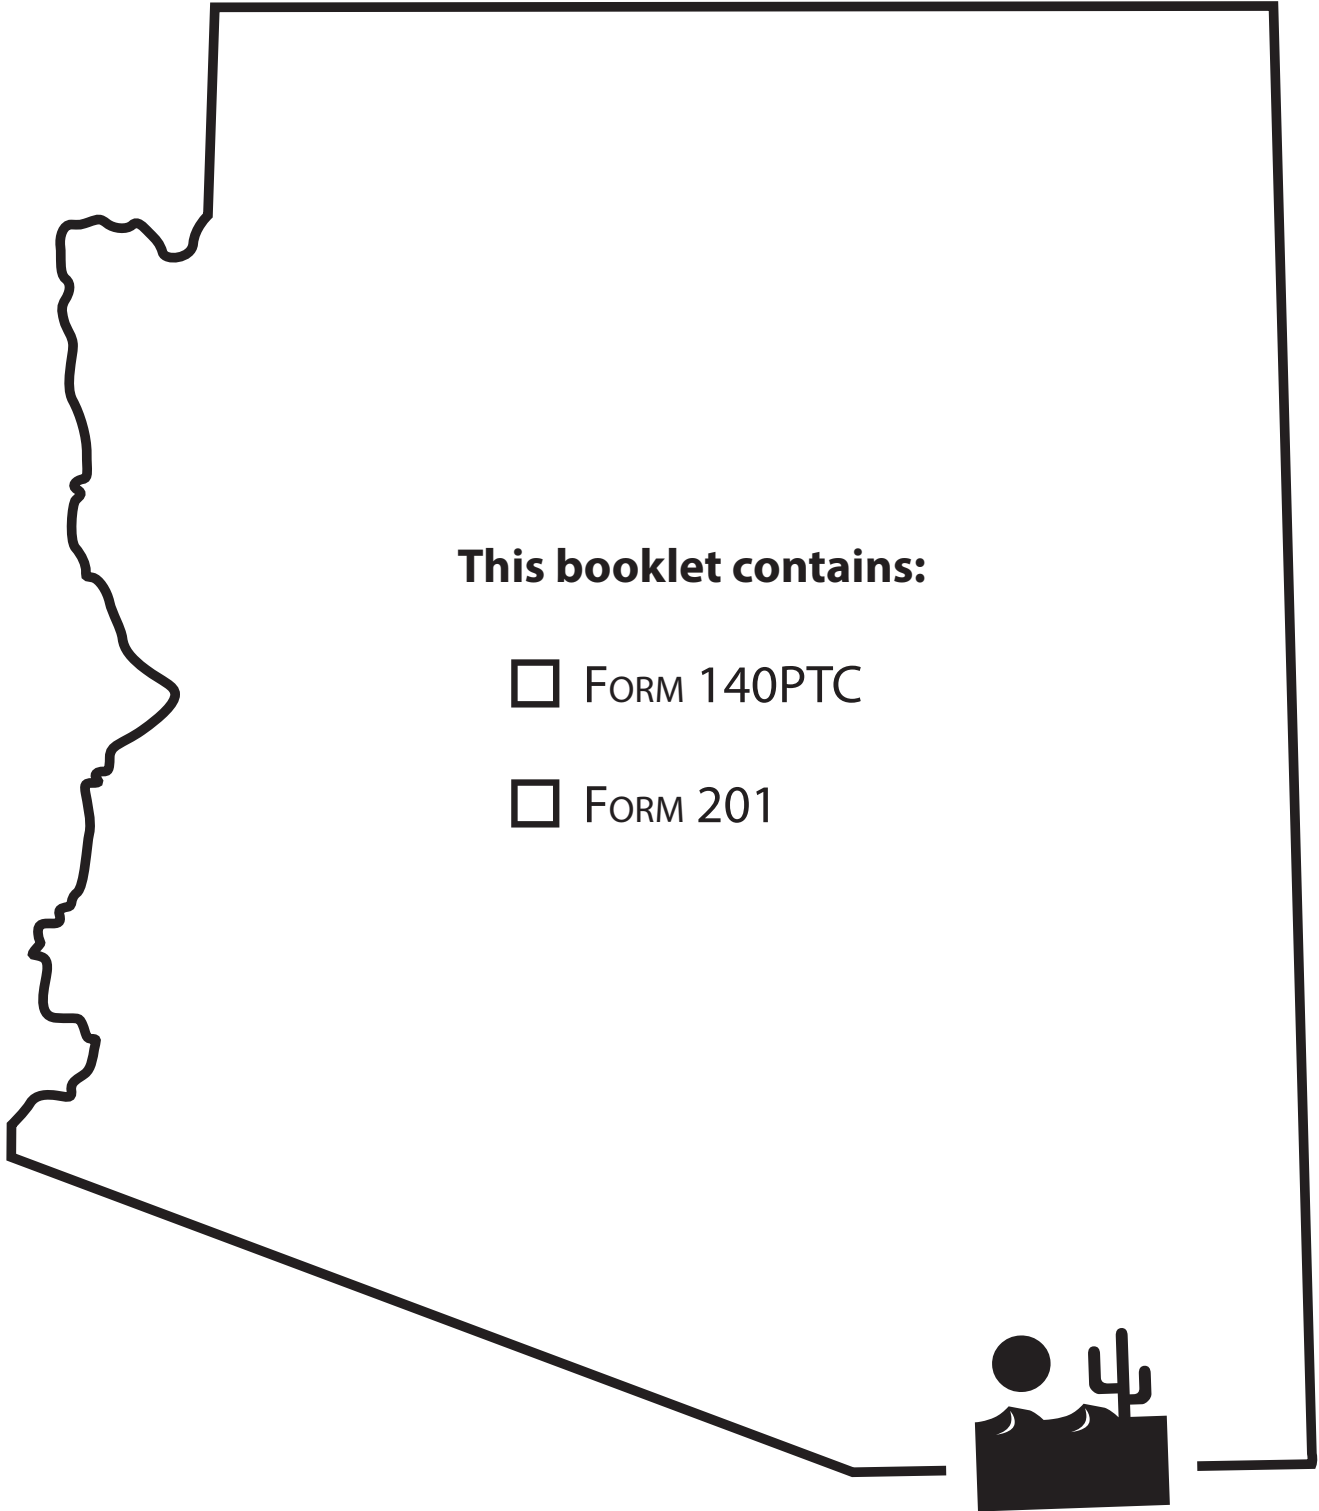 This booklet contains:
☐ Form 140PTC
☐ Form 201